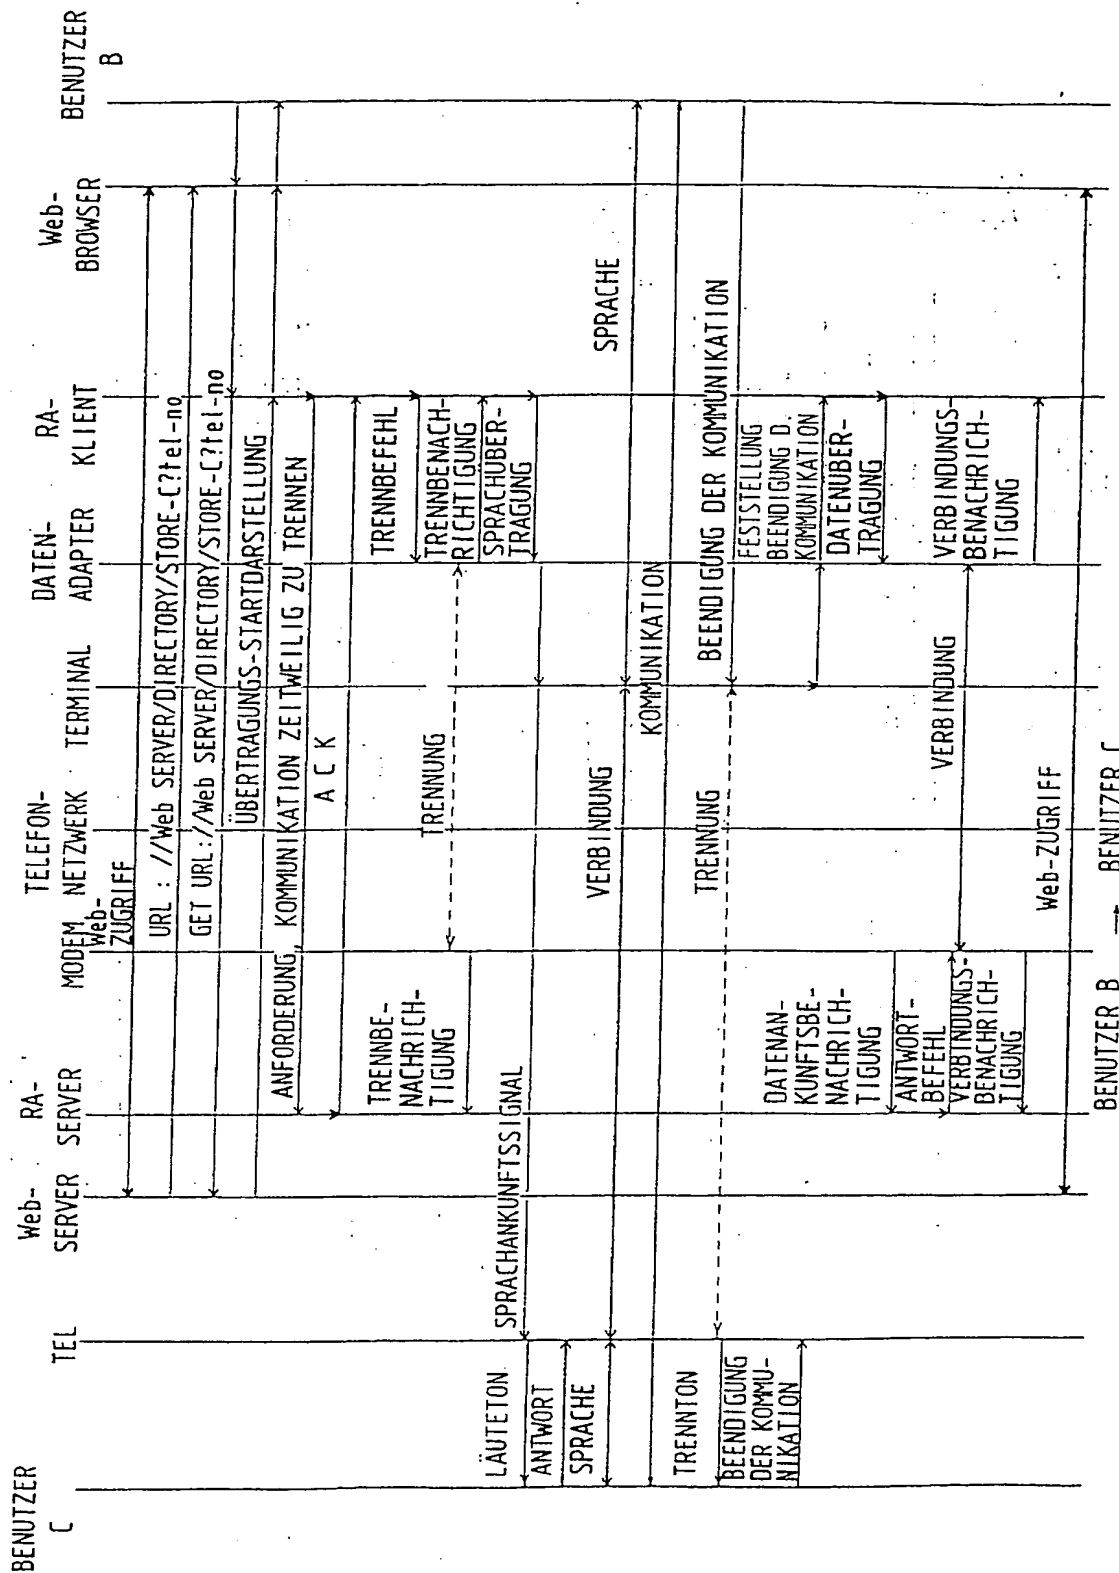 BENUTZER
C
TEL
Web-
SERVER
RA-
SERVER
MODEM
TELEFON-
NETZWERK
TERMINAL
DATEN-
ADAPTER
RA-
KLIENT
Web-
BROWSER
BENUTZER
B
Web-
ZUGRIFF
URL : //Web SERVER/DIRECTORY/STORE-C?tel-no
GET URL://Web SERVER/DIRECTORY/STORE-C?tel-no
ÜBERTRAGUNGS-STARTDARSTELLUNG
ANFORDERUNG, KOMMUNIKATION ZEITWEILIG ZU TRENNEN
A C K
TRENNBEFEHL
TRENNBENACH-
RICHTIGUNG
TRENNUNG
TRENNBE-
NACHRICH-
TIGUNG
SPRACHUBER-
TRAGUNG
SPRACHANKUNFTSSIGNAL
LÄUTETON
ANTWORT
SPRACHE
VERBINDUNG
SPRACHE
KOMMUNIKATION
BEENDIGUNG DER KOMMUNIKATION
TRENNUNG
TRENNTON
BEENDIGUNG
DER KOMMU-
NIKATION
FESTSTELLUNG
BEENDIGUNG D.
KOMMUNIKATION
DATENUBER-
TRAGUNG
DATENAN-
KUNFTSBE-
NACHRICH-
TIGUNG
ANTWORT-
BEFEHL
VERBINDUNG
VERBINDUNGS-
BENACHRICH-
TIGUNG
VERBINDUNGS-
BENACHRICH-
TIGUNG
Web-ZUGRIFF
BENUTZER B → BENUTZER C